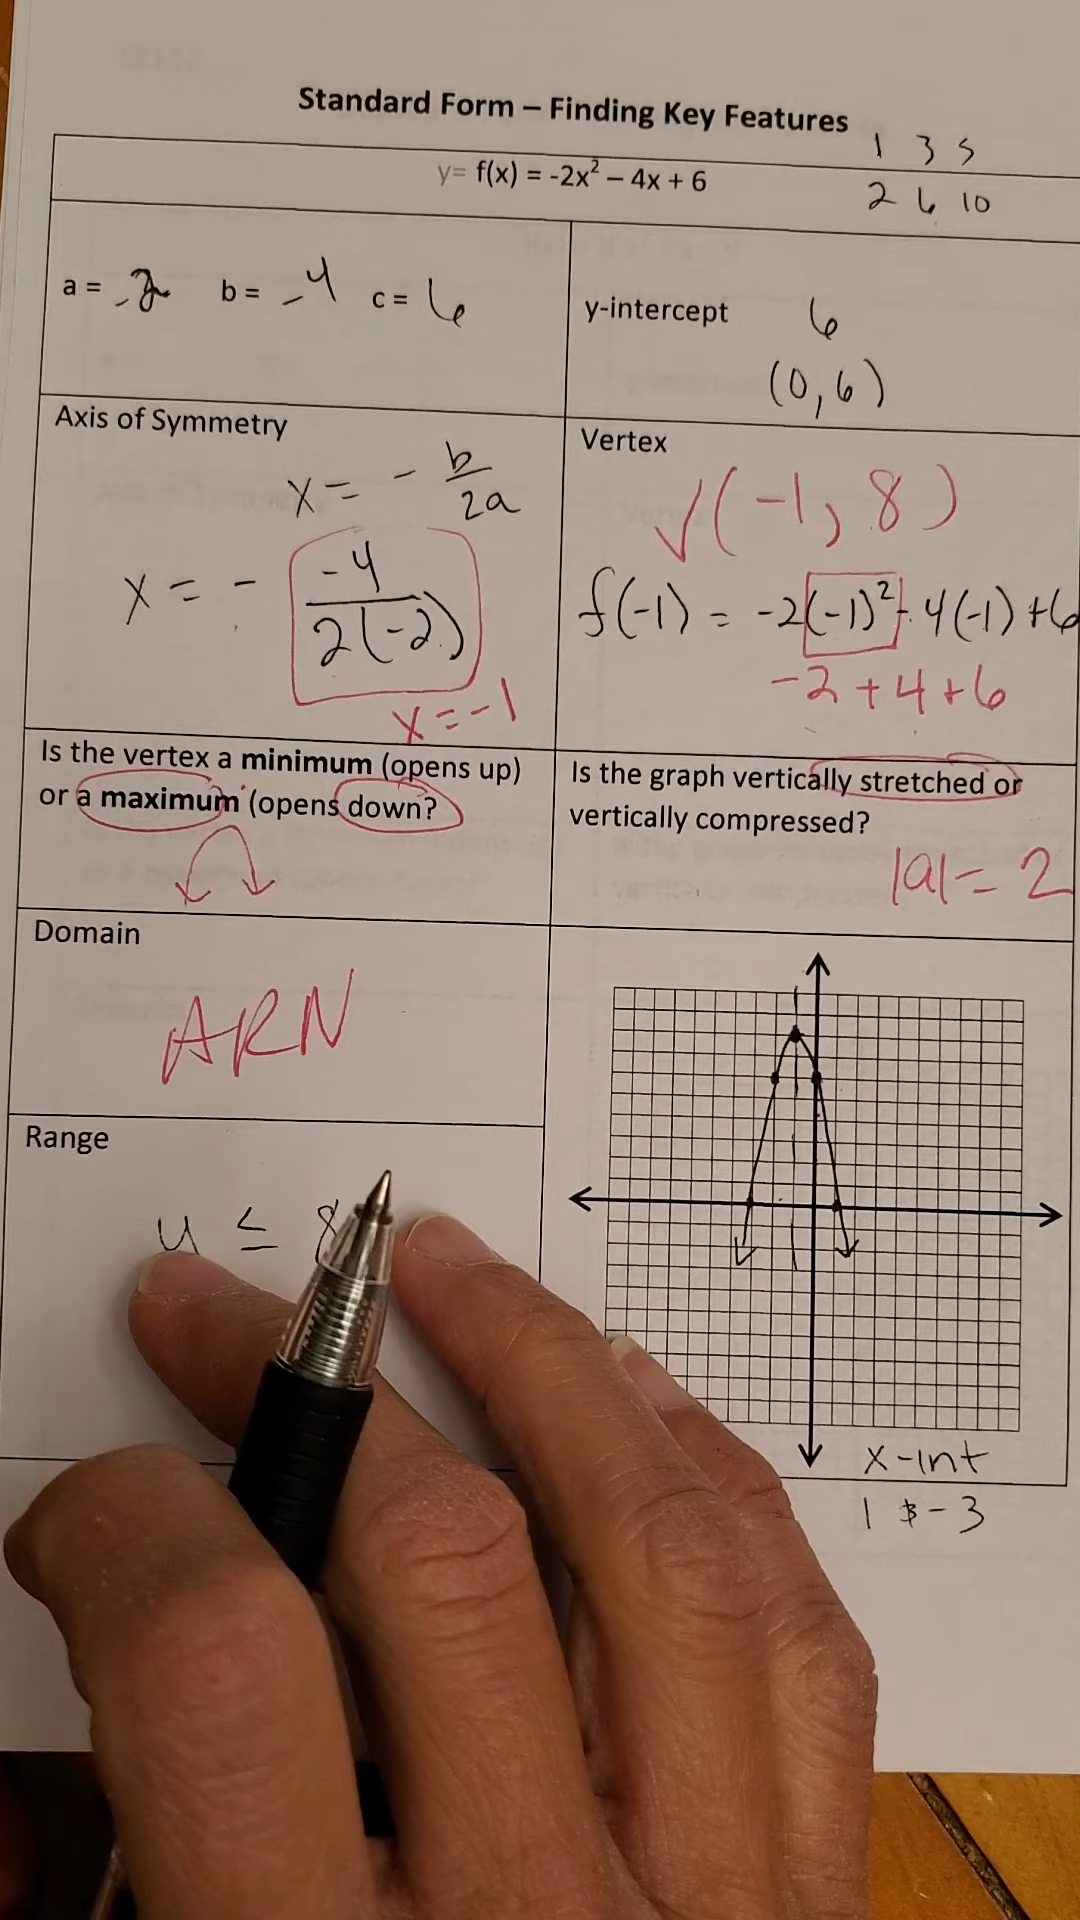 Standard Form – Finding Key Features
1 3 5
y= f(x) = -2x² – 4x + 6
2 6 10
a = -2 b = -4 c = 6
y-intercept 6
(0,6)
Axis of Symmetry
x = - b/2a
x = - -4/2(-2)
x = -1
Vertex
V(-1, 8)
f(-1) = -2(-1)² - 4(-1) +6
-2 + 4 + 6
Is the vertex a minimum (opens up)
or a maximum (opens down?
Is the graph vertically stretched or
vertically compressed?
|a| = 2
Domain
ARN
Range
y ≤ 8
x-int
1 & -3